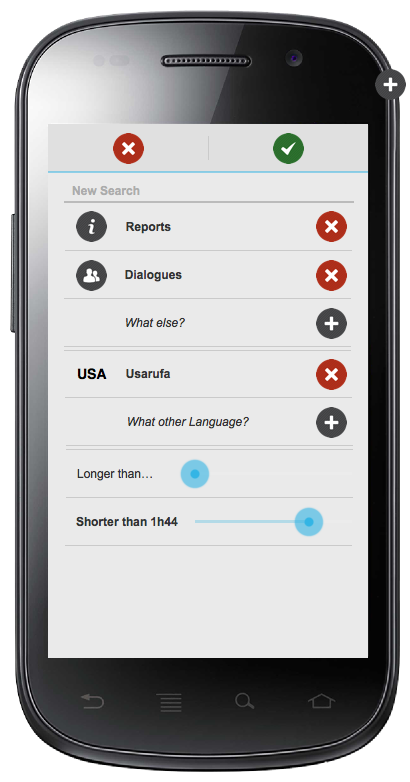 New Search
Reports
Dialogues
What else?
USA Usarufa
What other Language?
Longer than…
Shorter than 1h44